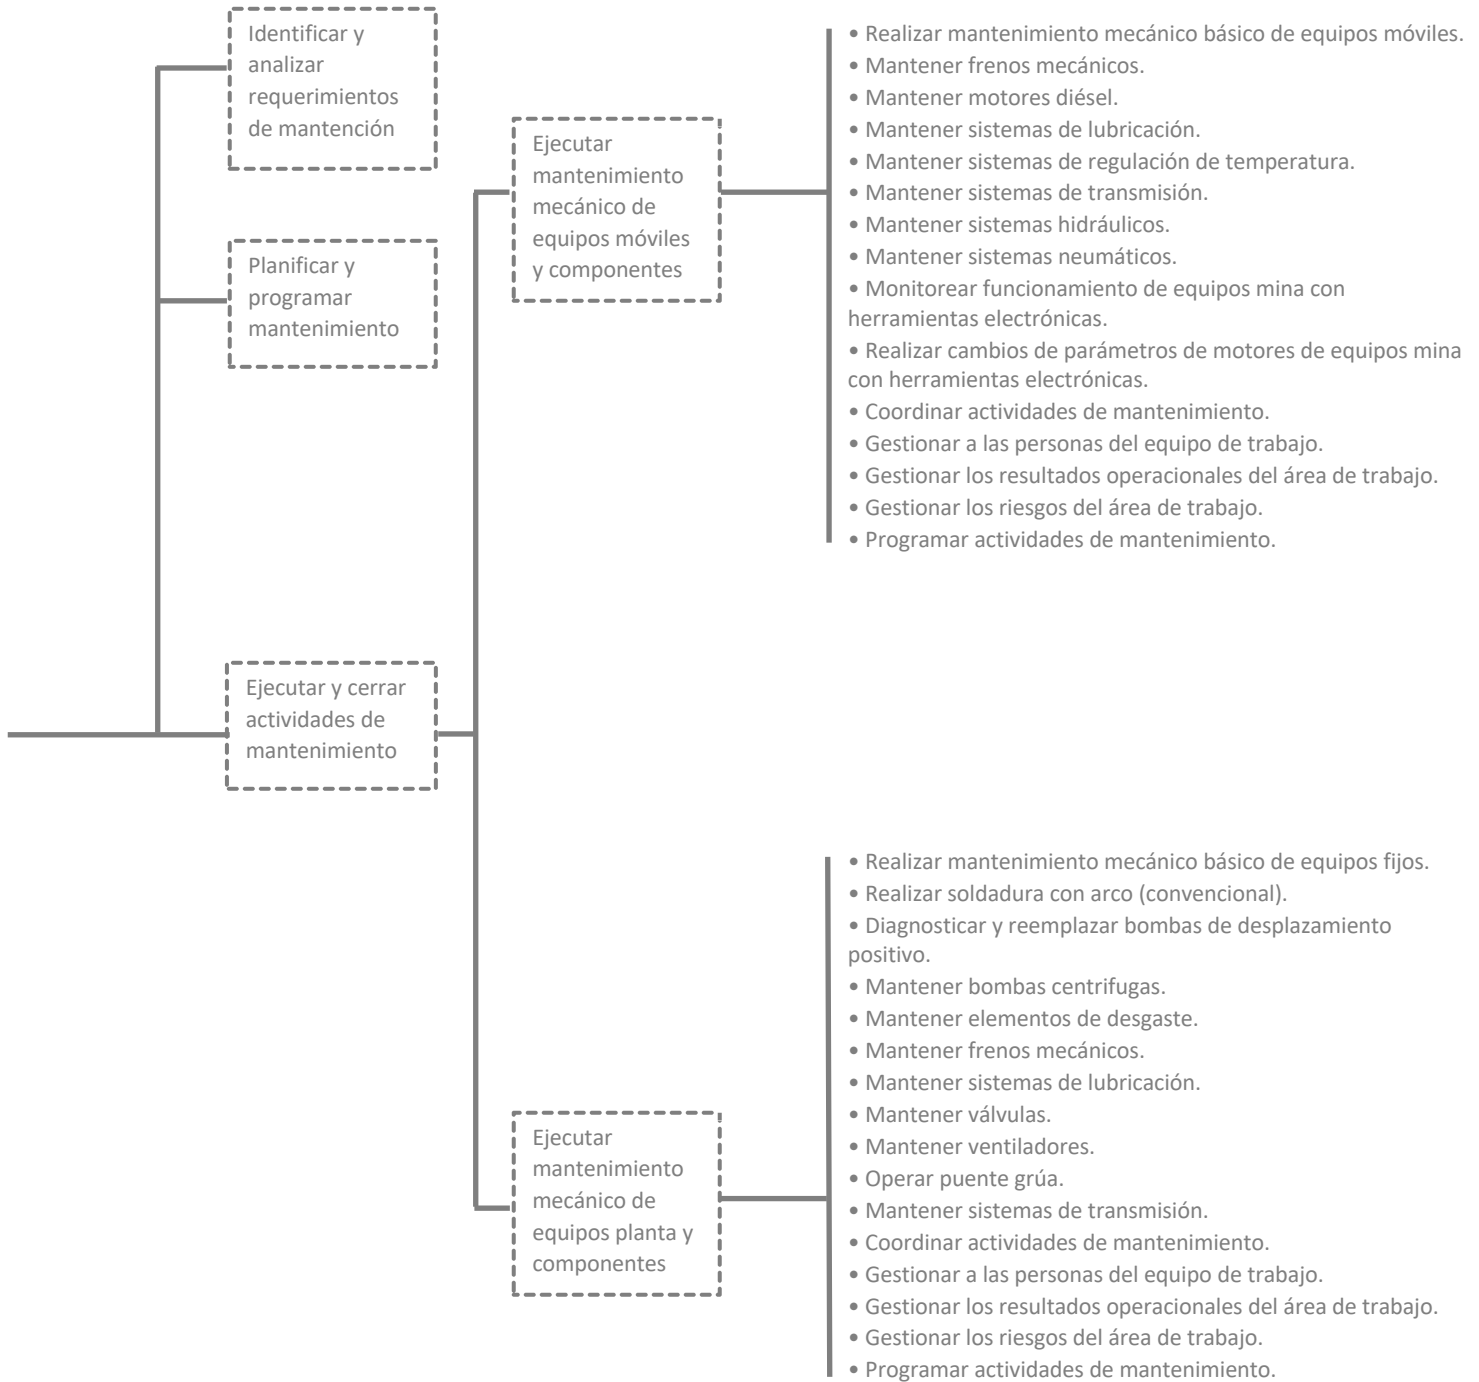 Identificar y
analizar
requerimientos
de mantención
Planificar y
programar
mantenimiento
Ejecutar y cerrar
actividades de
mantenimiento
Ejecutar
mantenimiento
mecánico de
equipos móviles
y componentes
• Realizar mantenimiento mecánico básico de equipos móviles.
• Mantener frenos mecánicos.
• Mantener motores diésel.
• Mantener sistemas de lubricación.
• Mantener sistemas de regulación de temperatura.
• Mantener sistemas de transmisión.
• Mantener sistemas hidráulicos.
• Mantener sistemas neumáticos.
• Monitorear funcionamiento de equipos mina con
herramientas electrónicas.
• Realizar cambios de parámetros de motores de equipos mina
con herramientas electrónicas.
• Coordinar actividades de mantenimiento.
• Gestionar a las personas del equipo de trabajo.
• Gestionar los resultados operacionales del área de trabajo.
• Gestionar los riesgos del área de trabajo.
• Programar actividades de mantenimiento.
Ejecutar
mantenimiento
mecánico de
equipos planta y
componentes
• Realizar mantenimiento mecánico básico de equipos fijos.
• Realizar soldadura con arco (convencional).
• Diagnosticar y reemplazar bombas de desplazamiento
positivo.
• Mantener bombas centrifugas.
• Mantener elementos de desgaste.
• Mantener frenos mecánicos.
• Mantener sistemas de lubricación.
• Mantener válvulas.
• Mantener ventiladores.
• Operar puente grúa.
• Mantener sistemas de transmisión.
• Coordinar actividades de mantenimiento.
• Gestionar a las personas del equipo de trabajo.
• Gestionar los resultados operacionales del área de trabajo.
• Gestionar los riesgos del área de trabajo.
• Programar actividades de mantenimiento.